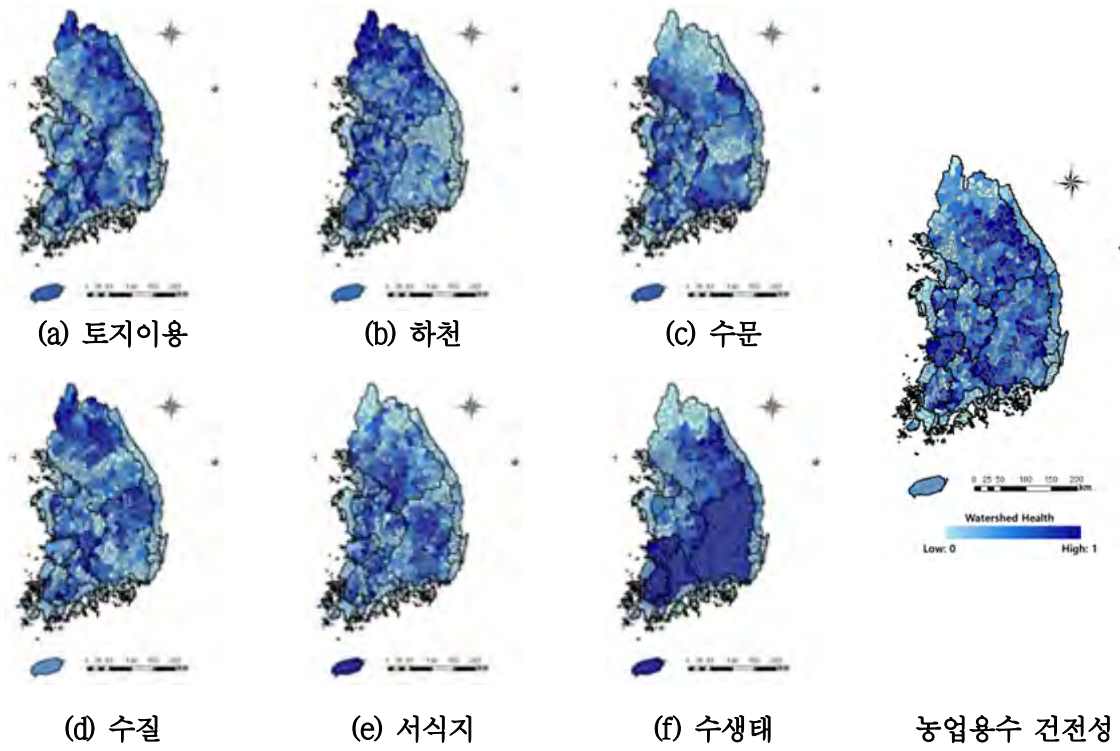 (a) 토지이용
(b) 하천
(c) 수문
0 25 50 100 150 200
km
Watershed Health
Low: 0
High: 1
(d) 수질
(e) 서식지
(f) 수생태
농업용수 건전성